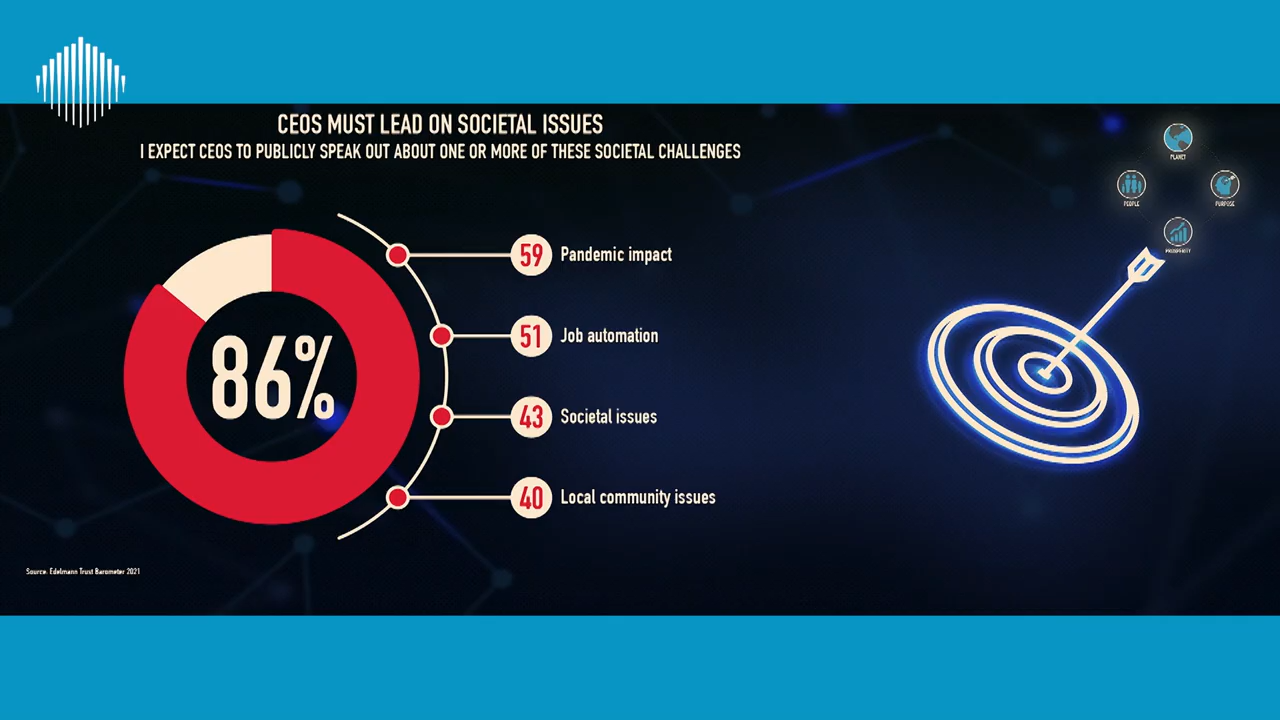 CEOS MUST LEAD ON SOCIETAL ISSUES
I EXPECT CEOS TO PUBLICLY SPEAK OUT ABOUT ONE OR MORE OF THESE SOCIETAL CHALLENGES
PLANET
PEOPLE
PURPOSE
PROSPERITY
86%
59 Pandemic impact
51 Job automation
43 Societal issues
40 Local community issues
Source. Edelmann Trust Barometer 2021